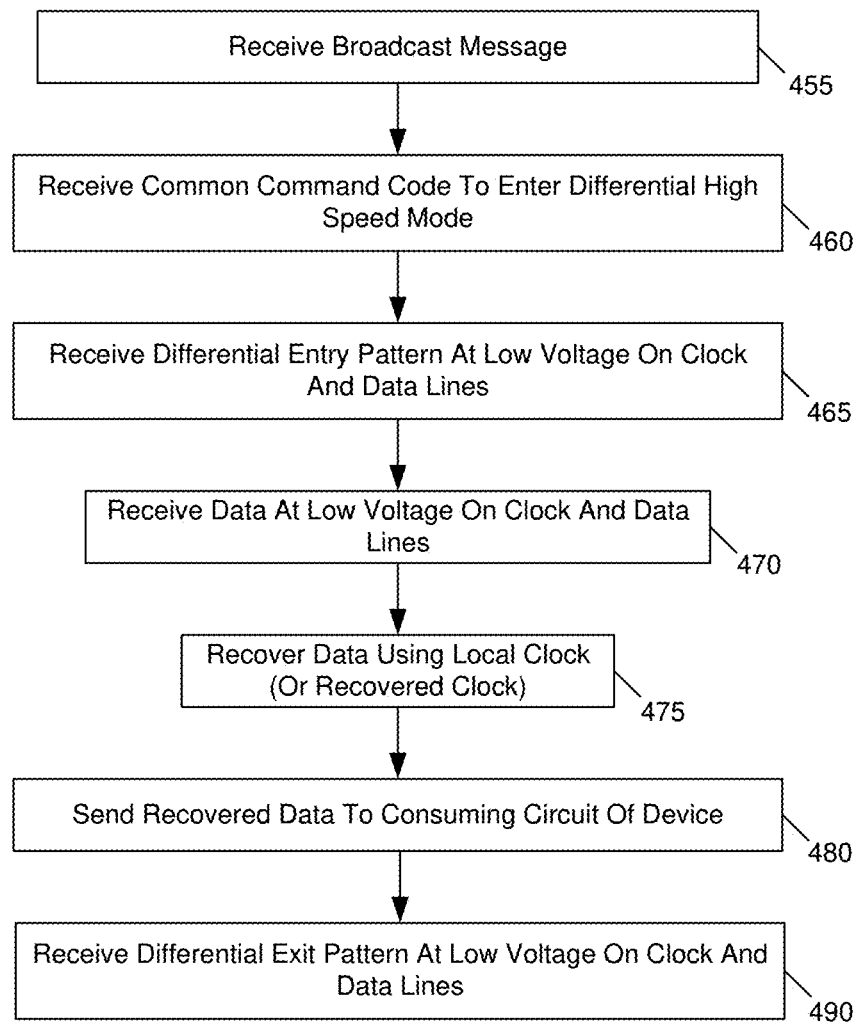 Receive Broadcast Message
455
Receive Common Command Code To Enter Differential High
Speed Mode
460
Receive Differential Entry Pattern At Low Voltage On Clock
And Data Lines
465
Receive Data At Low Voltage On Clock And Data
Lines
470
Recover Data Using Local Clock
(Or Recovered Clock)
475
Send Recovered Data To Consuming Circuit Of Device
480
Receive Differential Exit Pattern At Low Voltage On Clock And
Data Lines
490